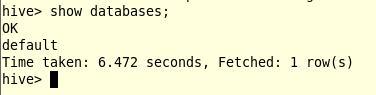 hive> show databases;
OK
default
Time taken: 6.472 seconds, Fetched: 1 row(s)
hive>